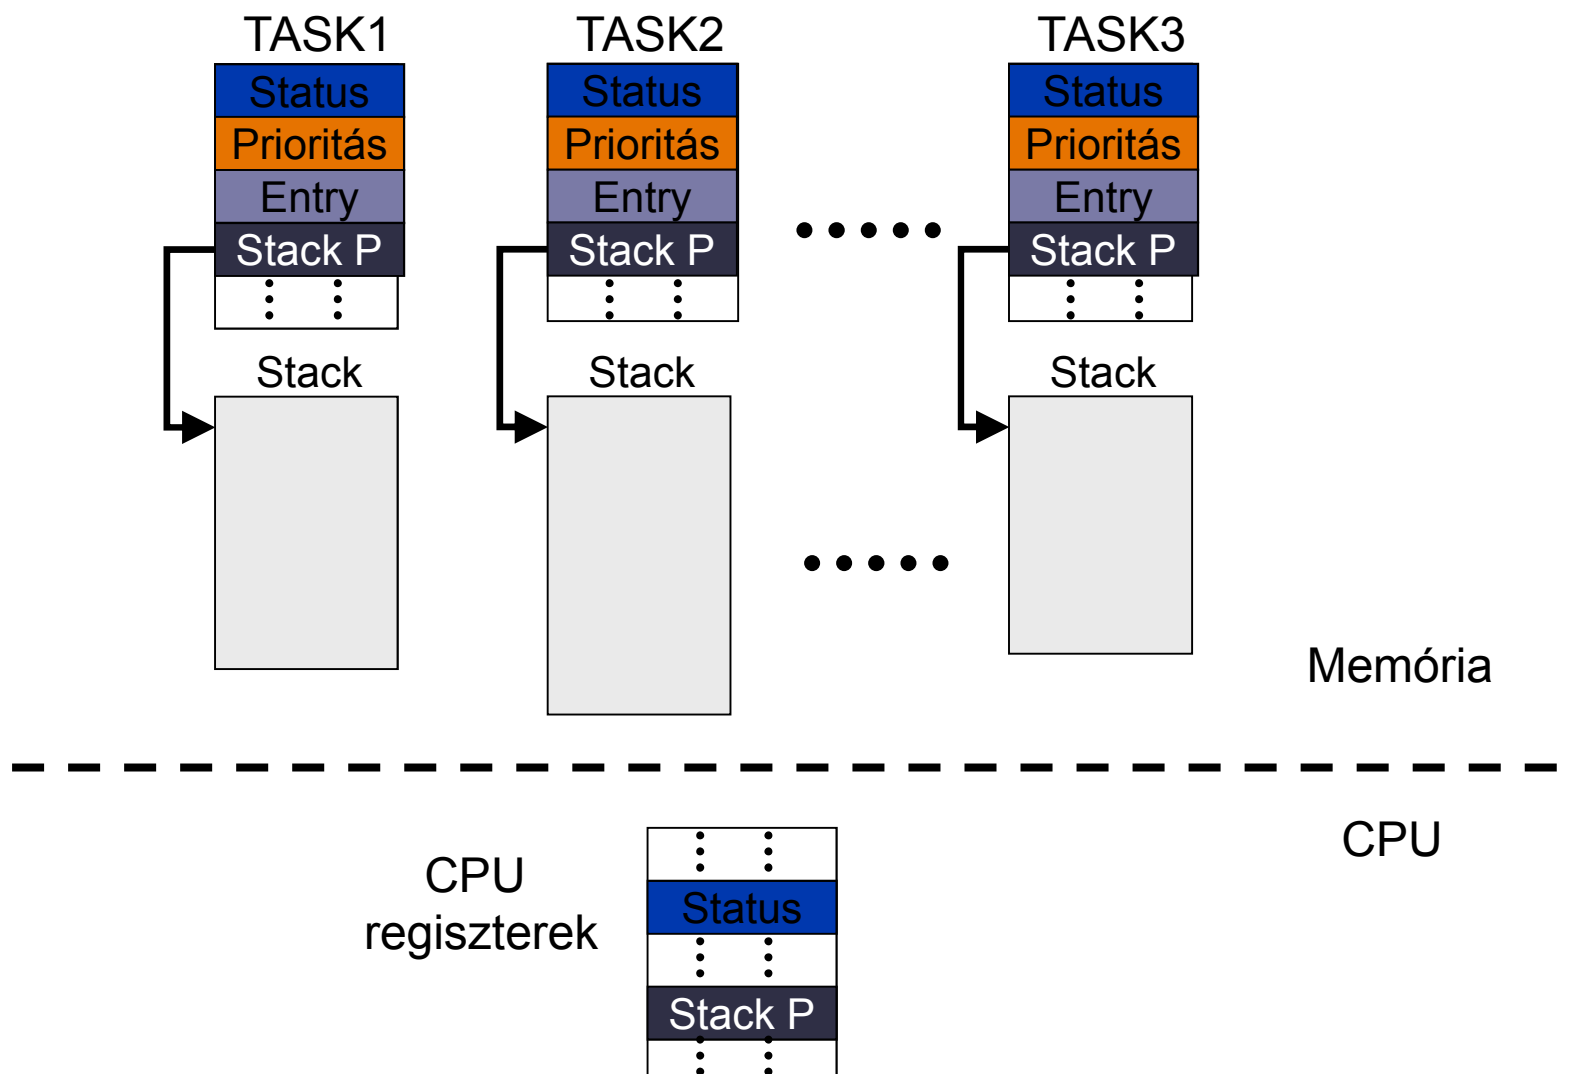 TASK1
Status
Prioritás
Entry
Stack P
Stack
TASK2
Status
Prioritás
Entry
Stack P
Stack
TASK3
Status
Prioritás
Entry
Stack P
Stack
Memória
CPU
CPU
regiszterek
Status
Stack P